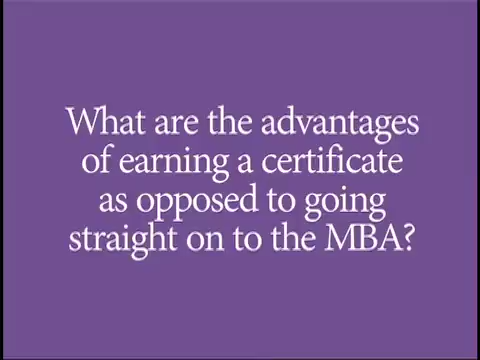 What are the advantages
of earning a certificate
as opposed to going
straight on to the MBA?